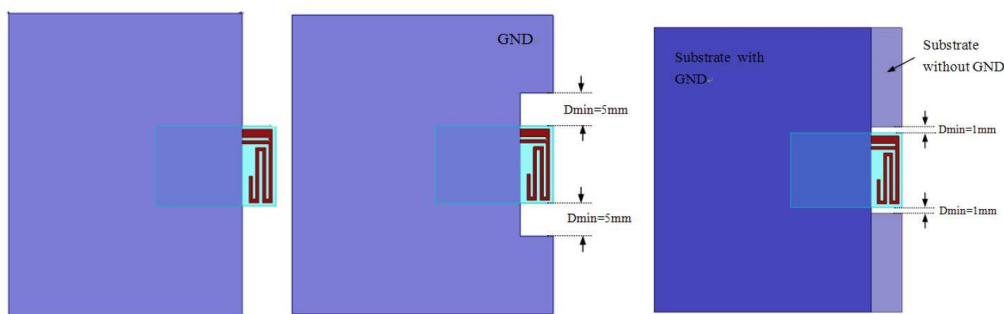 GND
Dmin=5mm
Dmin=5mm
Substrate with
GND
Substrate
without GND
Dmin=1mm
Dmin=1mm